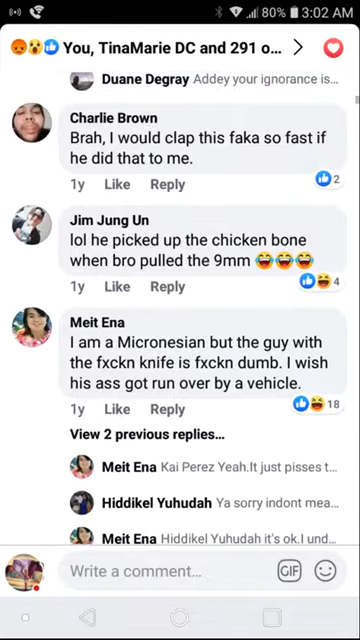 80% 3:02 AM
You, TinaMarie DC and 291 o...
Duane Degray Addey your ignorance is...
Charlie Brown
Brah, I would clap this faka so fast if
he did that to me.
1y Like Reply 2
Jim Jung Un
lol he picked up the chicken bone
when bro pulled the 9mm 😂😂😂
1y Like Reply 4
Meit Ena
I am a Micronesian but the guy with
the fxckn knife is fxckn dumb. I wish
his ass got run over by a vehicle.
1y Like Reply 18
View 2 previous replies...
Meit Ena Kai Perez Yeah.It just pisses t...
Hiddikel Yuhudah Ya sorry indont mea...
Meit Ena Hiddikel Yuhudah it's ok.I und...
Write a comment... GIF